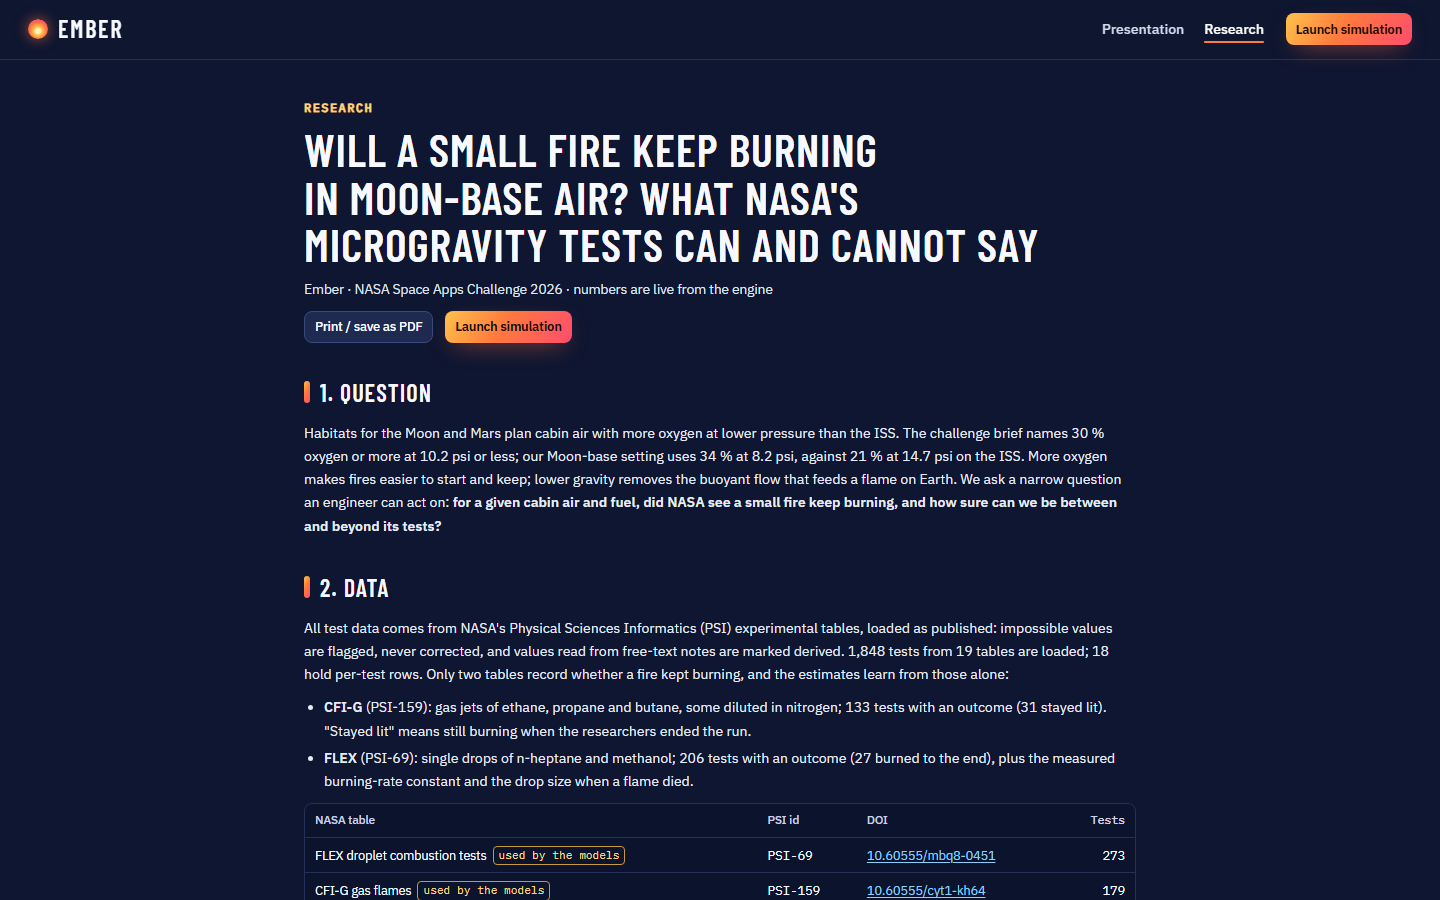 EMBER
Presentation
Research
Launch simulation
RESEARCH
WILL A SMALL FIRE KEEP BURNING
IN MOON-BASE AIR? WHAT NASA'S
MICROGRAVITY TESTS CAN AND CANNOT SAY
Ember · NASA Space Apps Challenge 2026 · numbers are live from the engine
Print / save as PDF
Launch simulation
1. QUESTION
Habitats for the Moon and Mars plan cabin air with more oxygen at lower pressure than the ISS. The challenge brief names 30 %
oxygen or more at 10.2 psi or less; our Moon-base setting uses 34 % at 8.2 psi, against 21 % at 14.7 psi on the ISS. More oxygen
makes fires easier to start and keep; lower gravity removes the buoyant flow that feeds a flame on Earth. We ask a narrow question
an engineer can act on: for a given cabin air and fuel, did NASA see a small fire keep burning, and how sure can we be between
and beyond its tests?
2. DATA
All test data comes from NASA's Physical Sciences Informatics (PSI) experimental tables, loaded as published: impossible values
are flagged, never corrected, and values read from free-text notes are marked derived. 1,848 tests from 19 tables are loaded; 18
hold per-test rows. Only two tables record whether a fire kept burning, and the estimates learn from those alone:
• CFI-G (PSI-159): gas jets of ethane, propane and butane, some diluted in nitrogen; 133 tests with an outcome (31 stayed lit).
"Stayed lit" means still burning when the researchers ended the run.
• FLEX (PSI-69): single drops of n-heptane and methanol; 206 tests with an outcome (27 burned to the end), plus the measured
burning-rate constant and the drop size when a flame died.
NASA table PSI id DOI Tests
FLEX droplet combustion tests used by the models PSI-69 10.60555/mbq8-0451 273
CFI-G gas flames used by the models PSI-159 10.60555/cyt1-kh64 179